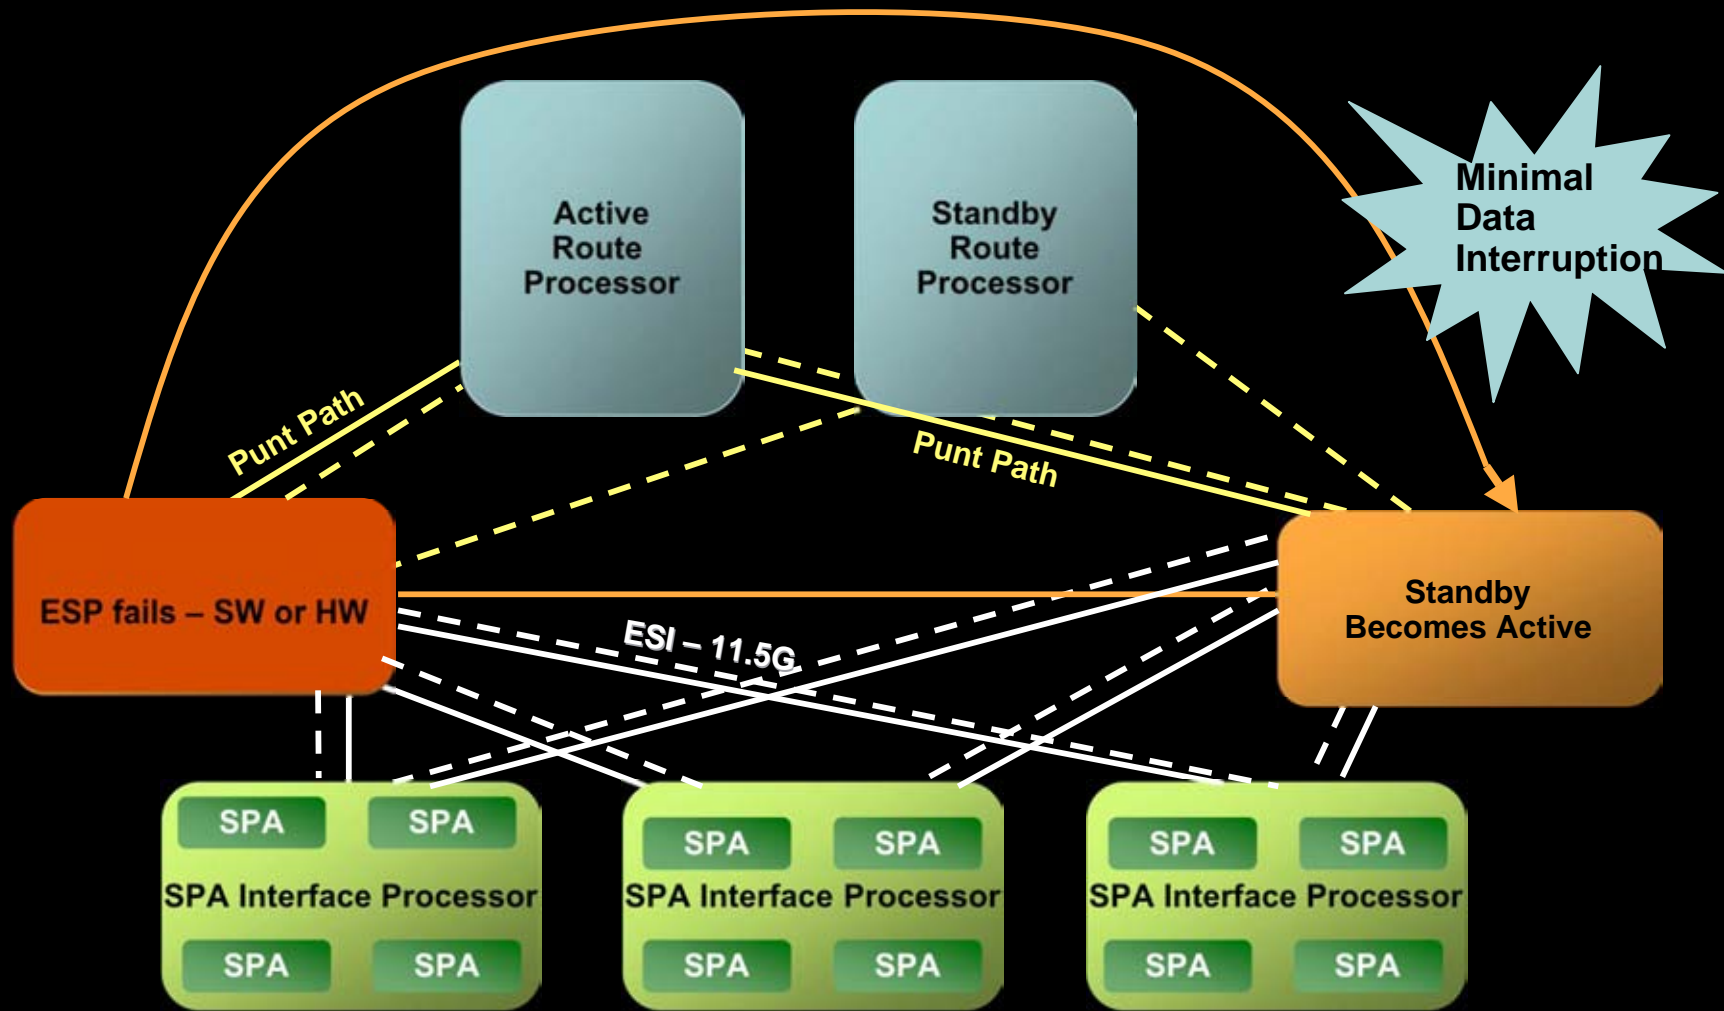 Active
Route
Processor
Standby
Route
Processor
Minimal
Data
Interruption
Punt Path
Punt Path
ESP fails – SW or HW
Standby
Becomes Active
ESI – 11.5G
SPA
SPA
SPA Interface Processor
SPA
SPA
SPA
SPA
SPA Interface Processor
SPA
SPA
SPA
SPA
SPA Interface Processor
SPA
SPA